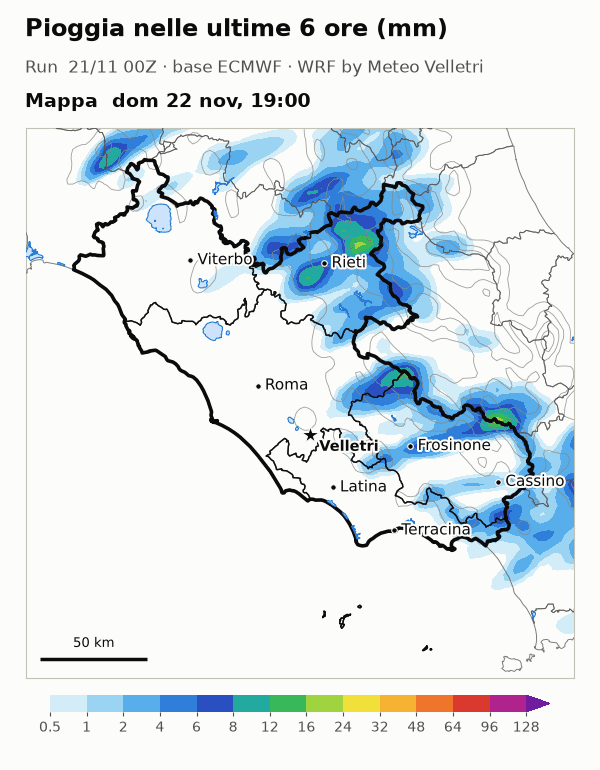 Pioggia nelle ultime 6 ore (mm)
Run 21/11 00Z · base ECMWF · WRF by Meteo Velletri
Mappa dom 22 nov, 19:00
Viterbo
Rieti
Roma
Velletri
Frosinone
Latina
Cassino
Terracina
50 km
0.5 1 2 4 6 8 12 16 24 32 48 64 96 128